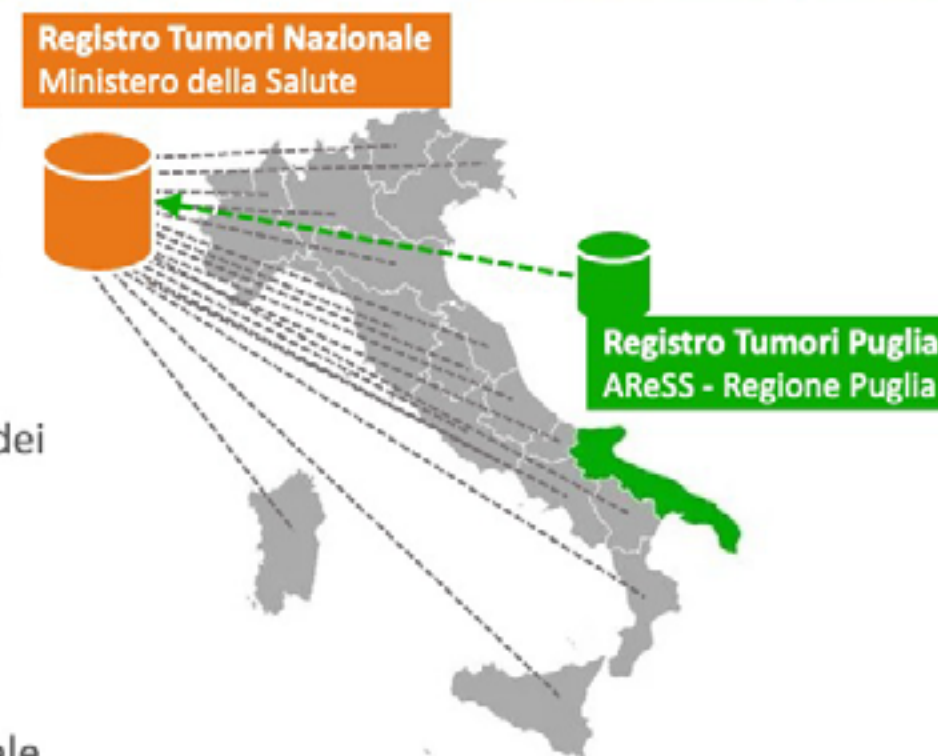 Registro Tumori Nazionale
Ministero della Salute
Registro Tumori Puglia
AReSS - Regione Puglia
dei